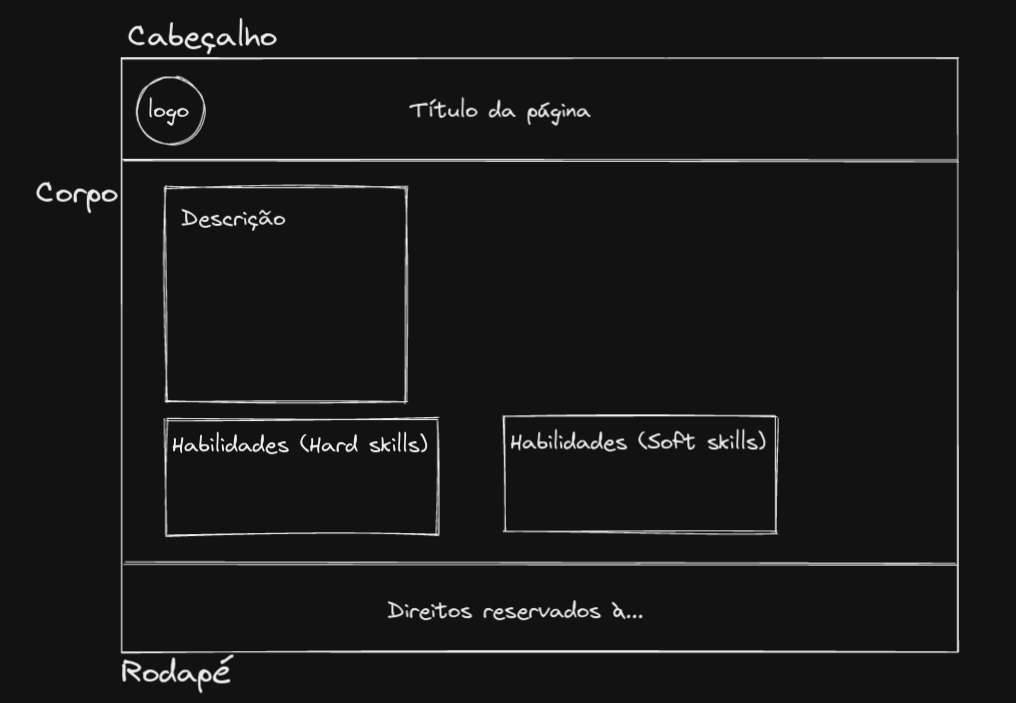 Cabeçalho
logo
Título da página
Corpo
Descrição
Habilidades (Hard skills)
Habilidades (Soft skills)
Direitos reservados à...
Rodapé